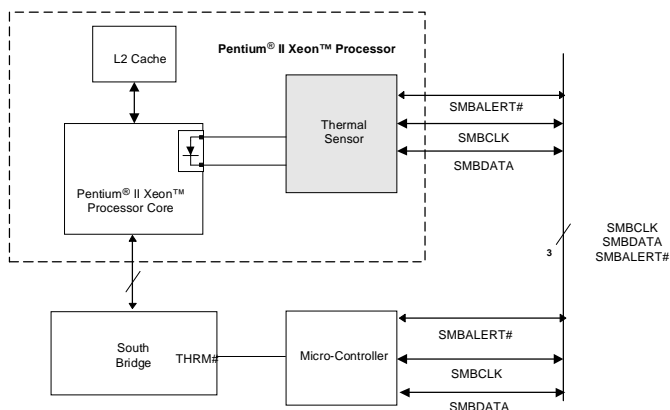 Pentium® II Xeon™ Processor
L2 Cache
Thermal
Sensor
SMBALERT#
SMBCLK
SMBDATA
Pentium® II Xeon™
Processor Core
3
SMBCLK
SMBDATA
SMBALERT#
South
Bridge
THRM#
Micro-Controller
SMBALERT#
SMBCLK
SMBDATA